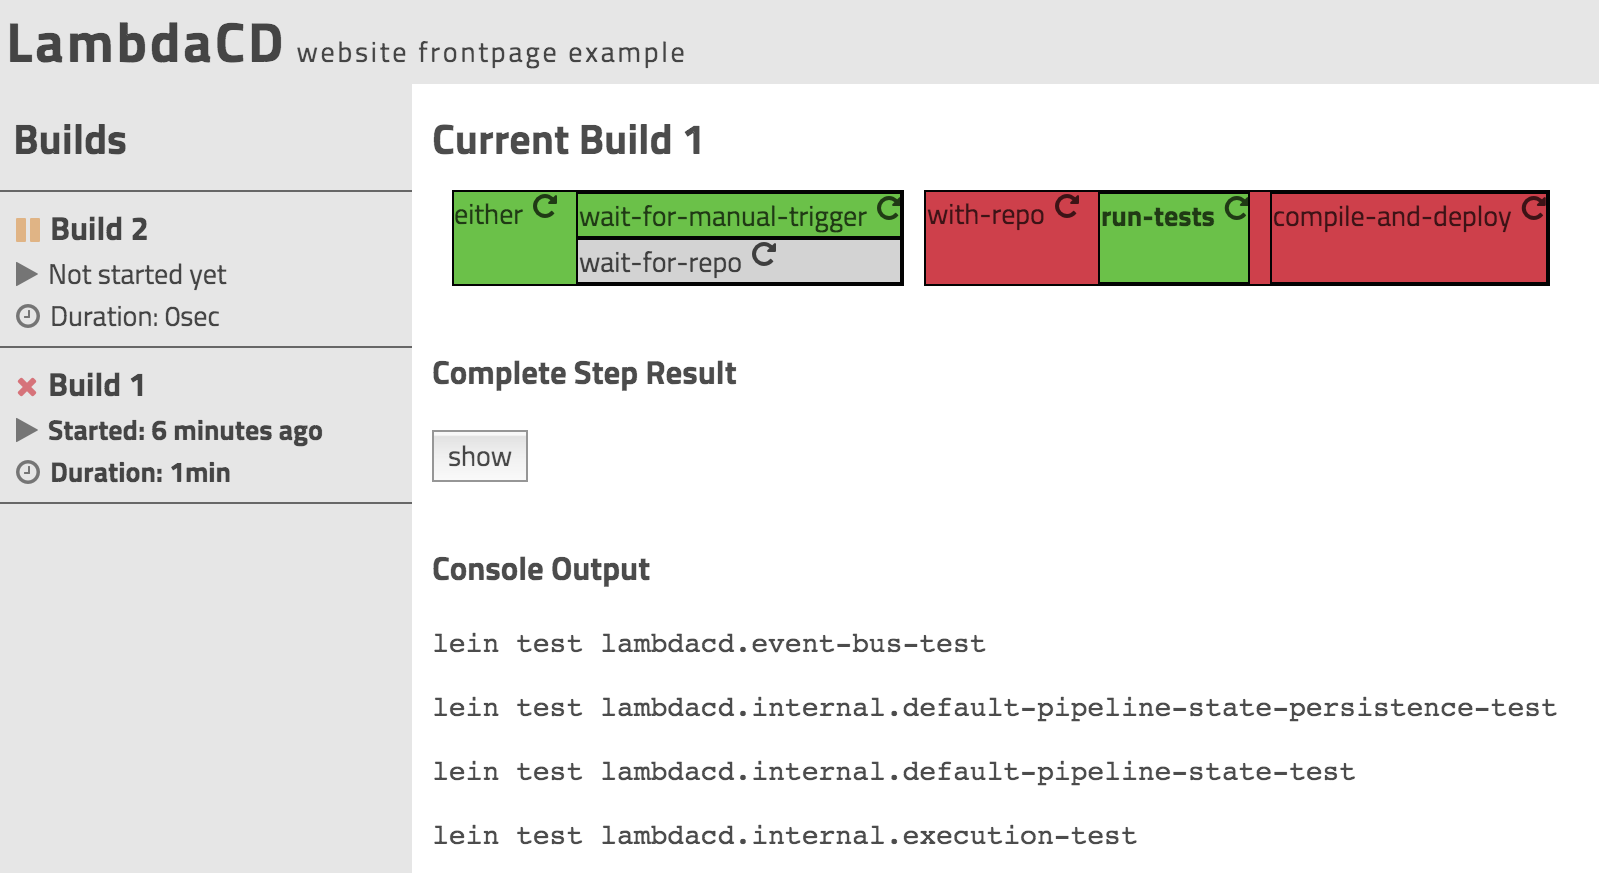 LambdaCD website frontpage example
Builds
Build 2
Not started yet
Duration: 0sec
Build 1
Started: 6 minutes ago
Duration: 1min
Current Build 1
either wait-for-manual-trigger with-repo run-tests compile-and-deploy
wait-for-repo
Complete Step Result
show
Console Output
lein test lambdacd.event-bus-test
lein test lambdacd.internal.default-pipeline-state-persistence-test
lein test lambdacd.internal.default-pipeline-state-test
lein test lambdacd.internal.execution-test